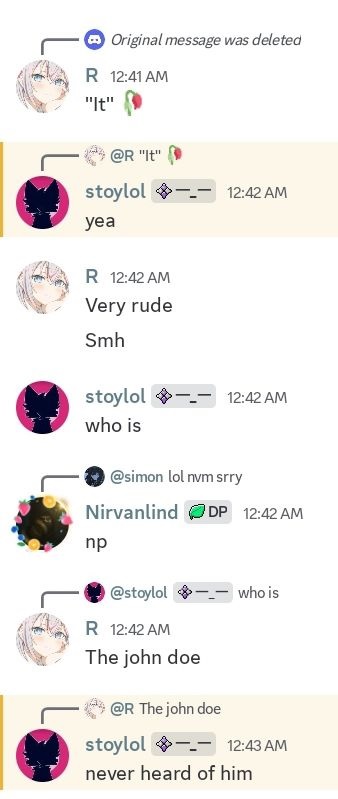 Original message was deleted
R 12:41 AM
"It" 🥀
@R "It" 🥀
stoylol —_— 12:42 AM
yea
R 12:42 AM
Very rude
Smh
stoylol —_— 12:42 AM
who is
@simon lol nvm srry
Nirvanlind DP 12:42 AM
np
@stoylol —_— who is
R 12:42 AM
The john doe
@R The john doe
stoylol —_— 12:43 AM
never heard of him